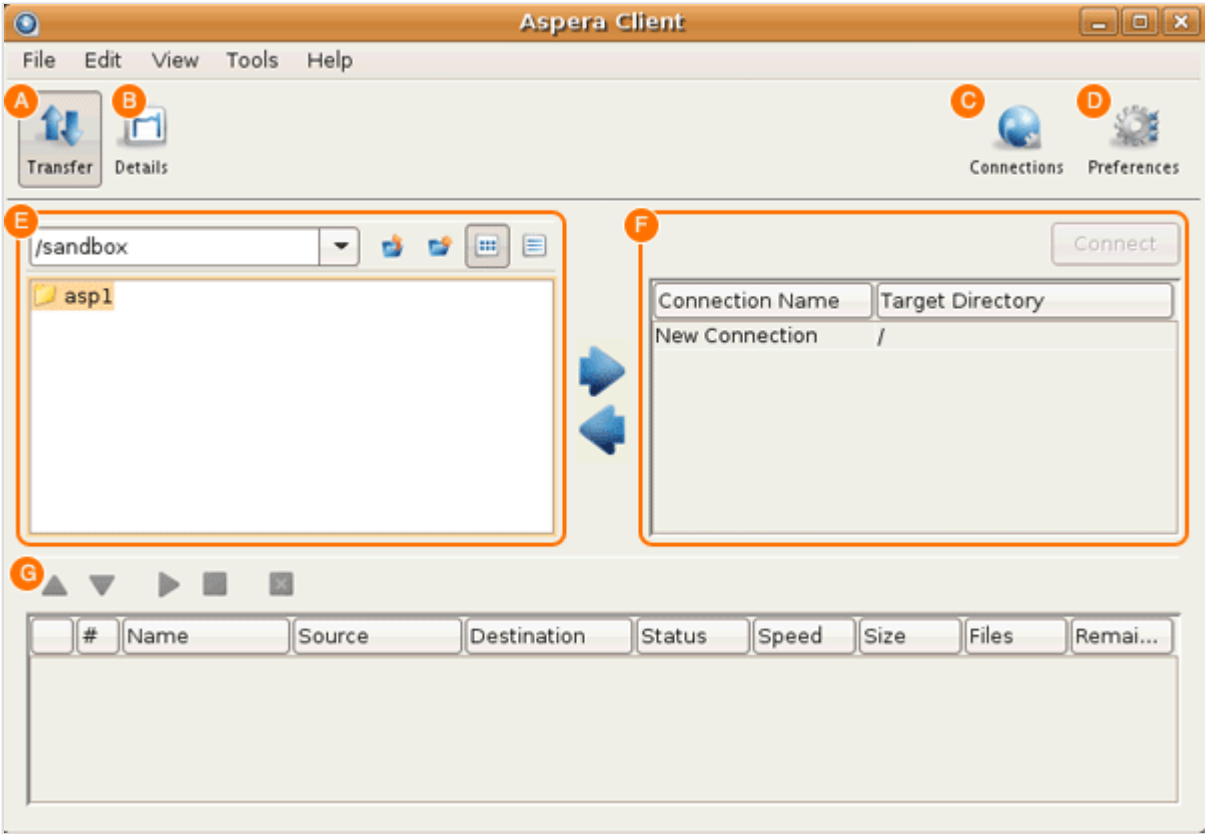 Aspera Client
File Edit View Tools Help
A B C D
Transfer Details Connections Preferences
E F
/sandbox Connect
asp1
Connection Name Target Directory
New Connection /
G
# Name Source Destination Status Speed Size Files Remai...